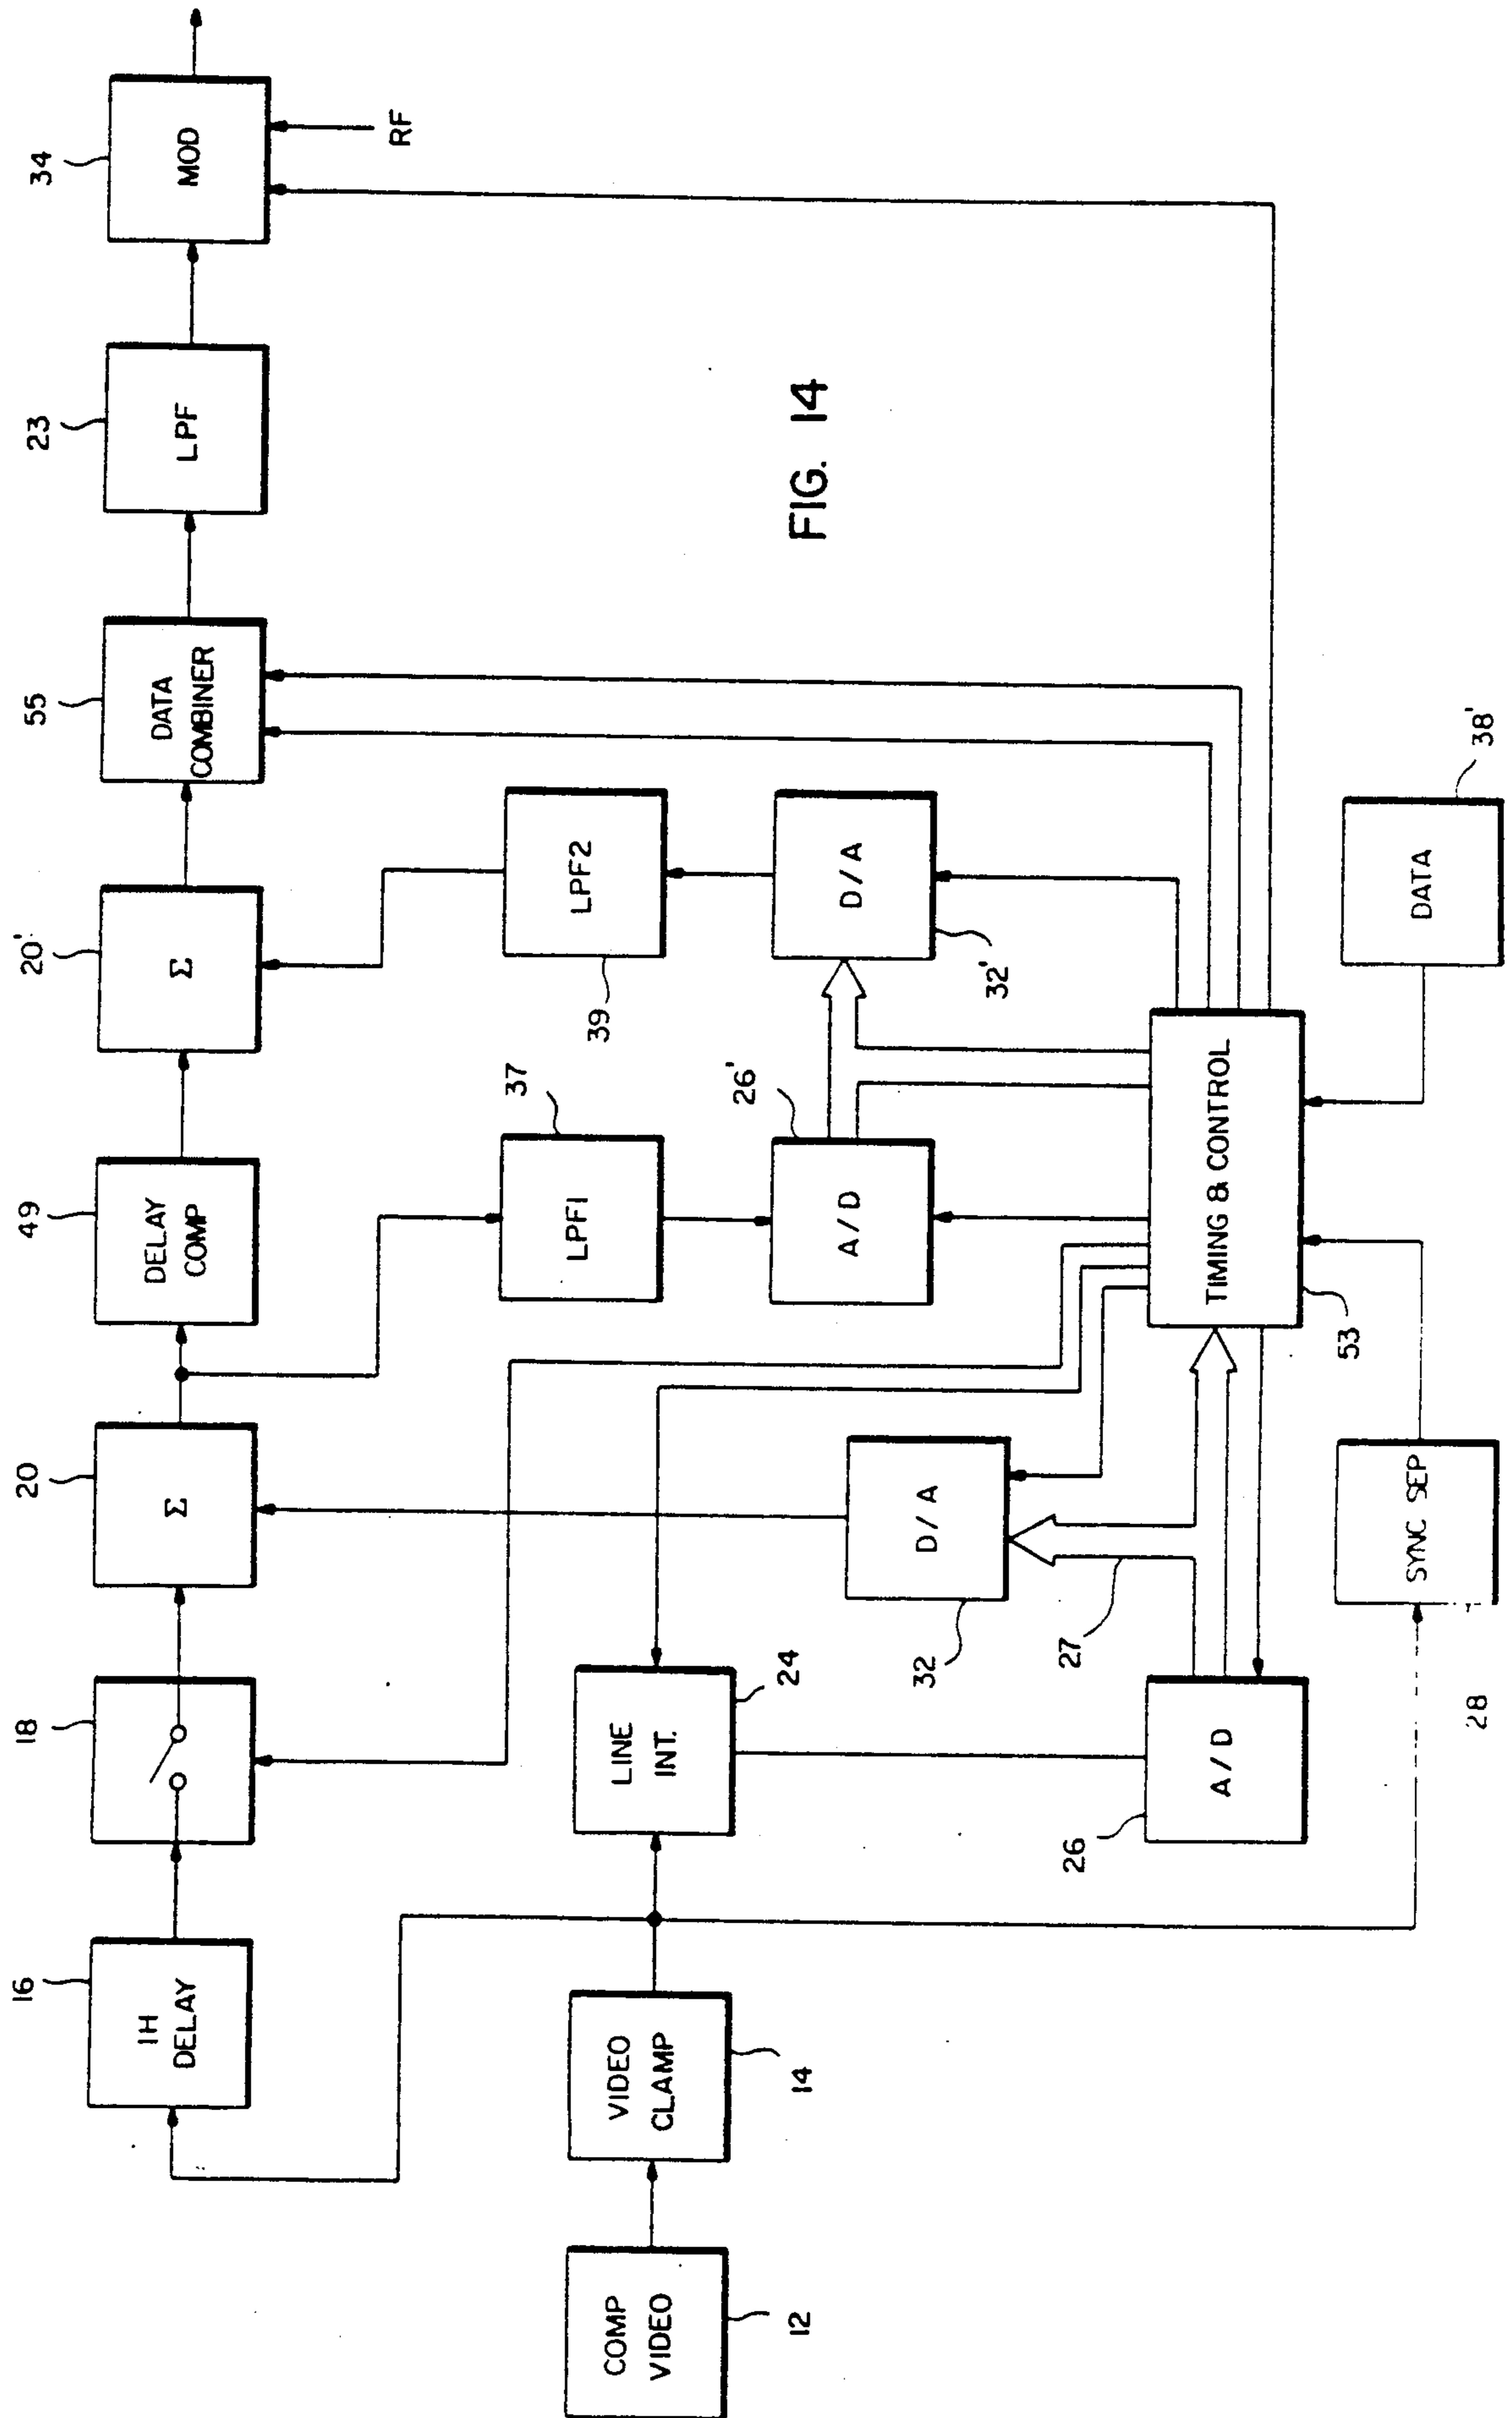 16
1H
DELAY
18
20
Σ
49
DELAY
COMP
20'
Σ
55
DATA
COMBINER
23
LPF
34
MOD
RF
37
LPF1
39
LPF2
FIG. 14
COMP
VIDEO
12
VIDEO
CLAMP
14
LINE
INT.
24
D/A
32
26'
A/D
D/A
32'
27
26
A/D
TIMING & CONTROL
53
28
SYNC SEP
DATA
38'